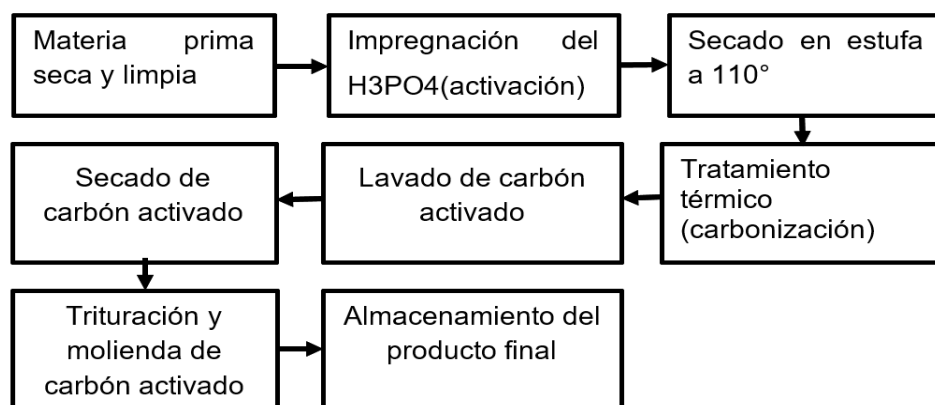 Materia prima
seca y limpia
Impregnación del
H3PO4(activación)
Secado en estufa
a 110°
Tratamiento
térmico
(carbonización)
Lavado de carbón
activado
Secado de
carbón activado
Trituración y
molienda de
carbón activado
Almacenamiento del
producto final